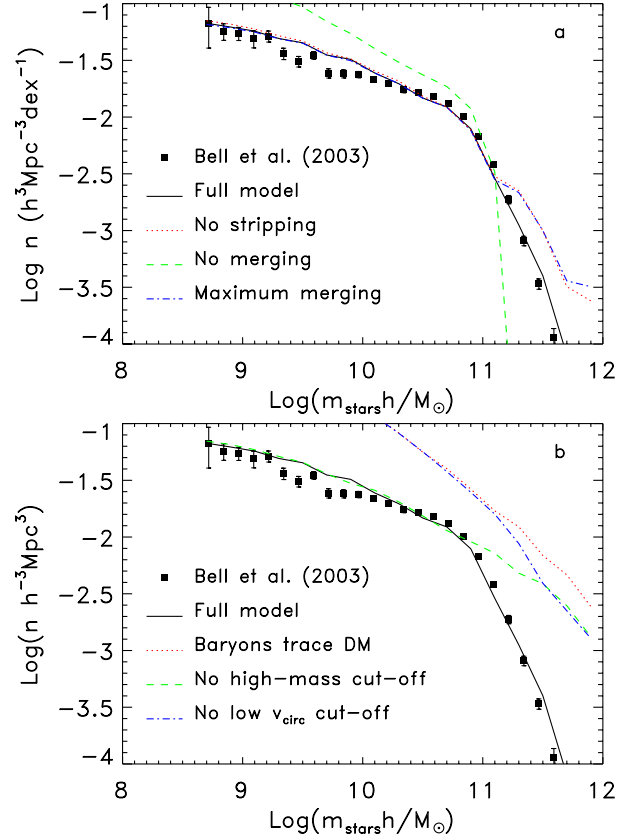 -1
-1.5
-2
-2.5
-3
-3.5
-4
Log n (h³Mpc⁻³dex⁻¹)
a
Bell et al. (2003)
Full model
No stripping
No merging
Maximum merging
8 9 10 11 12
Log(m_stars h/M⊙)
-1
-1.5
-2
-2.5
-3
-3.5
-4
Log(n h⁻³Mpc³)
b
Bell et al. (2003)
Full model
Baryons trace DM
No high-mass cut-off
No low v_circ cut-off
8 9 10 11 12
Log(m_stars h/M⊙)